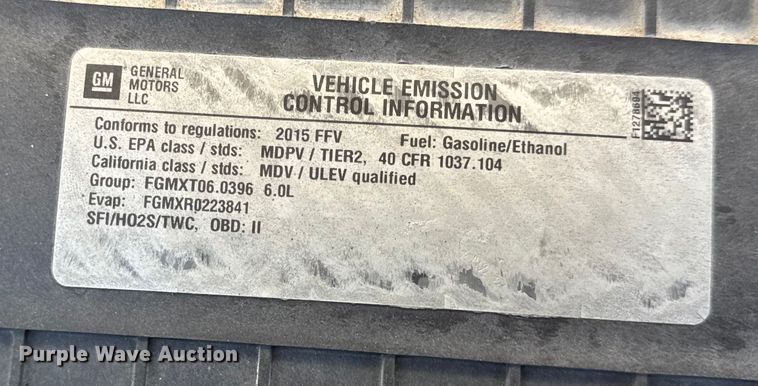 GM GENERAL
MOTORS
LLC
VEHICLE EMISSION
CONTROL INFORMATION
F1278694
Conforms to regulations: 2015 FFV Fuel: Gasoline/Ethanol
U.S. EPA class / stds: MDPV / TIER2, 40 CFR 1037.104
California class / stds: MDV / ULEV qualified
Group: FGMXT06.0396 6.0L
Evap: FGMXR0223841
SFI/HO2S/TWC, OBD: II
Purple Wave Auction